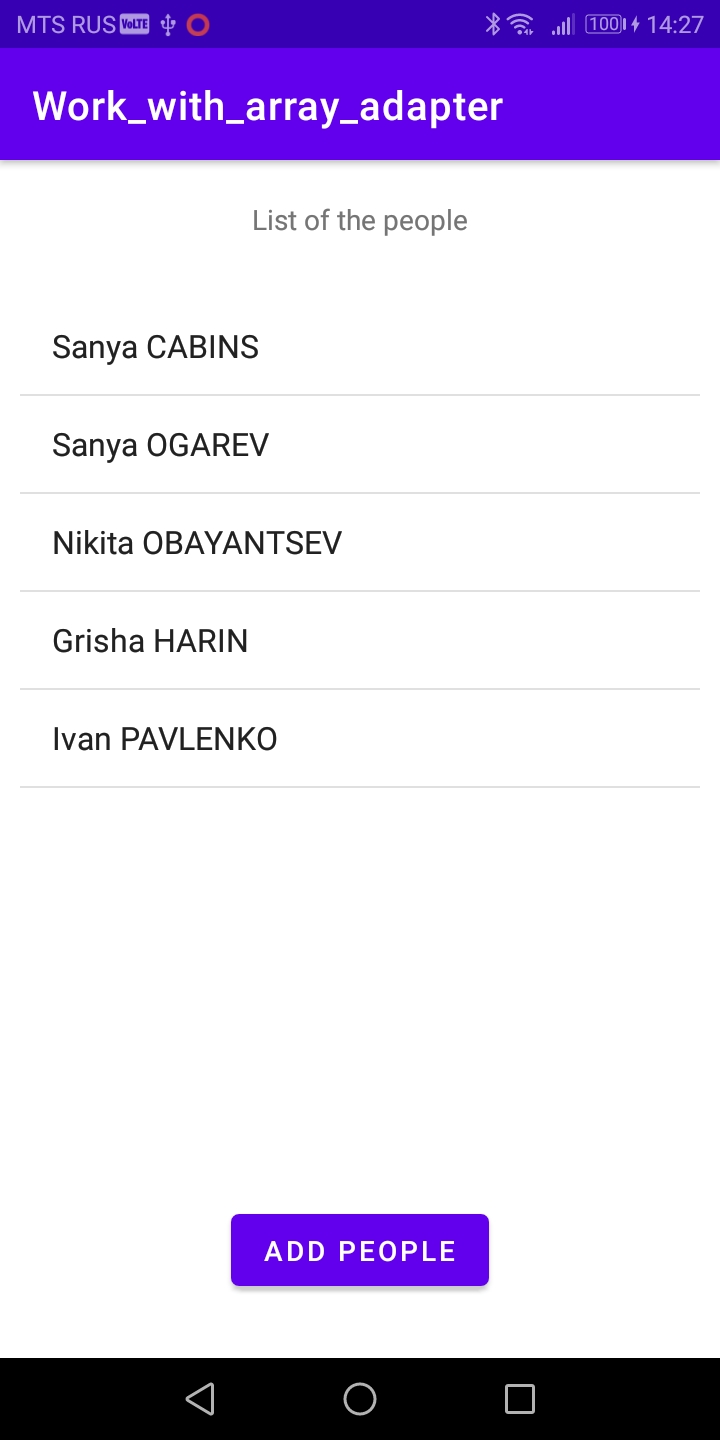 MTS RUS VoLTE 100 14:27
Work_with_array_adapter
List of the people
Sanya CABINS
Sanya OGAREV
Nikita OBAYANTSEV
Grisha HARIN
Ivan PAVLENKO
ADD PEOPLE